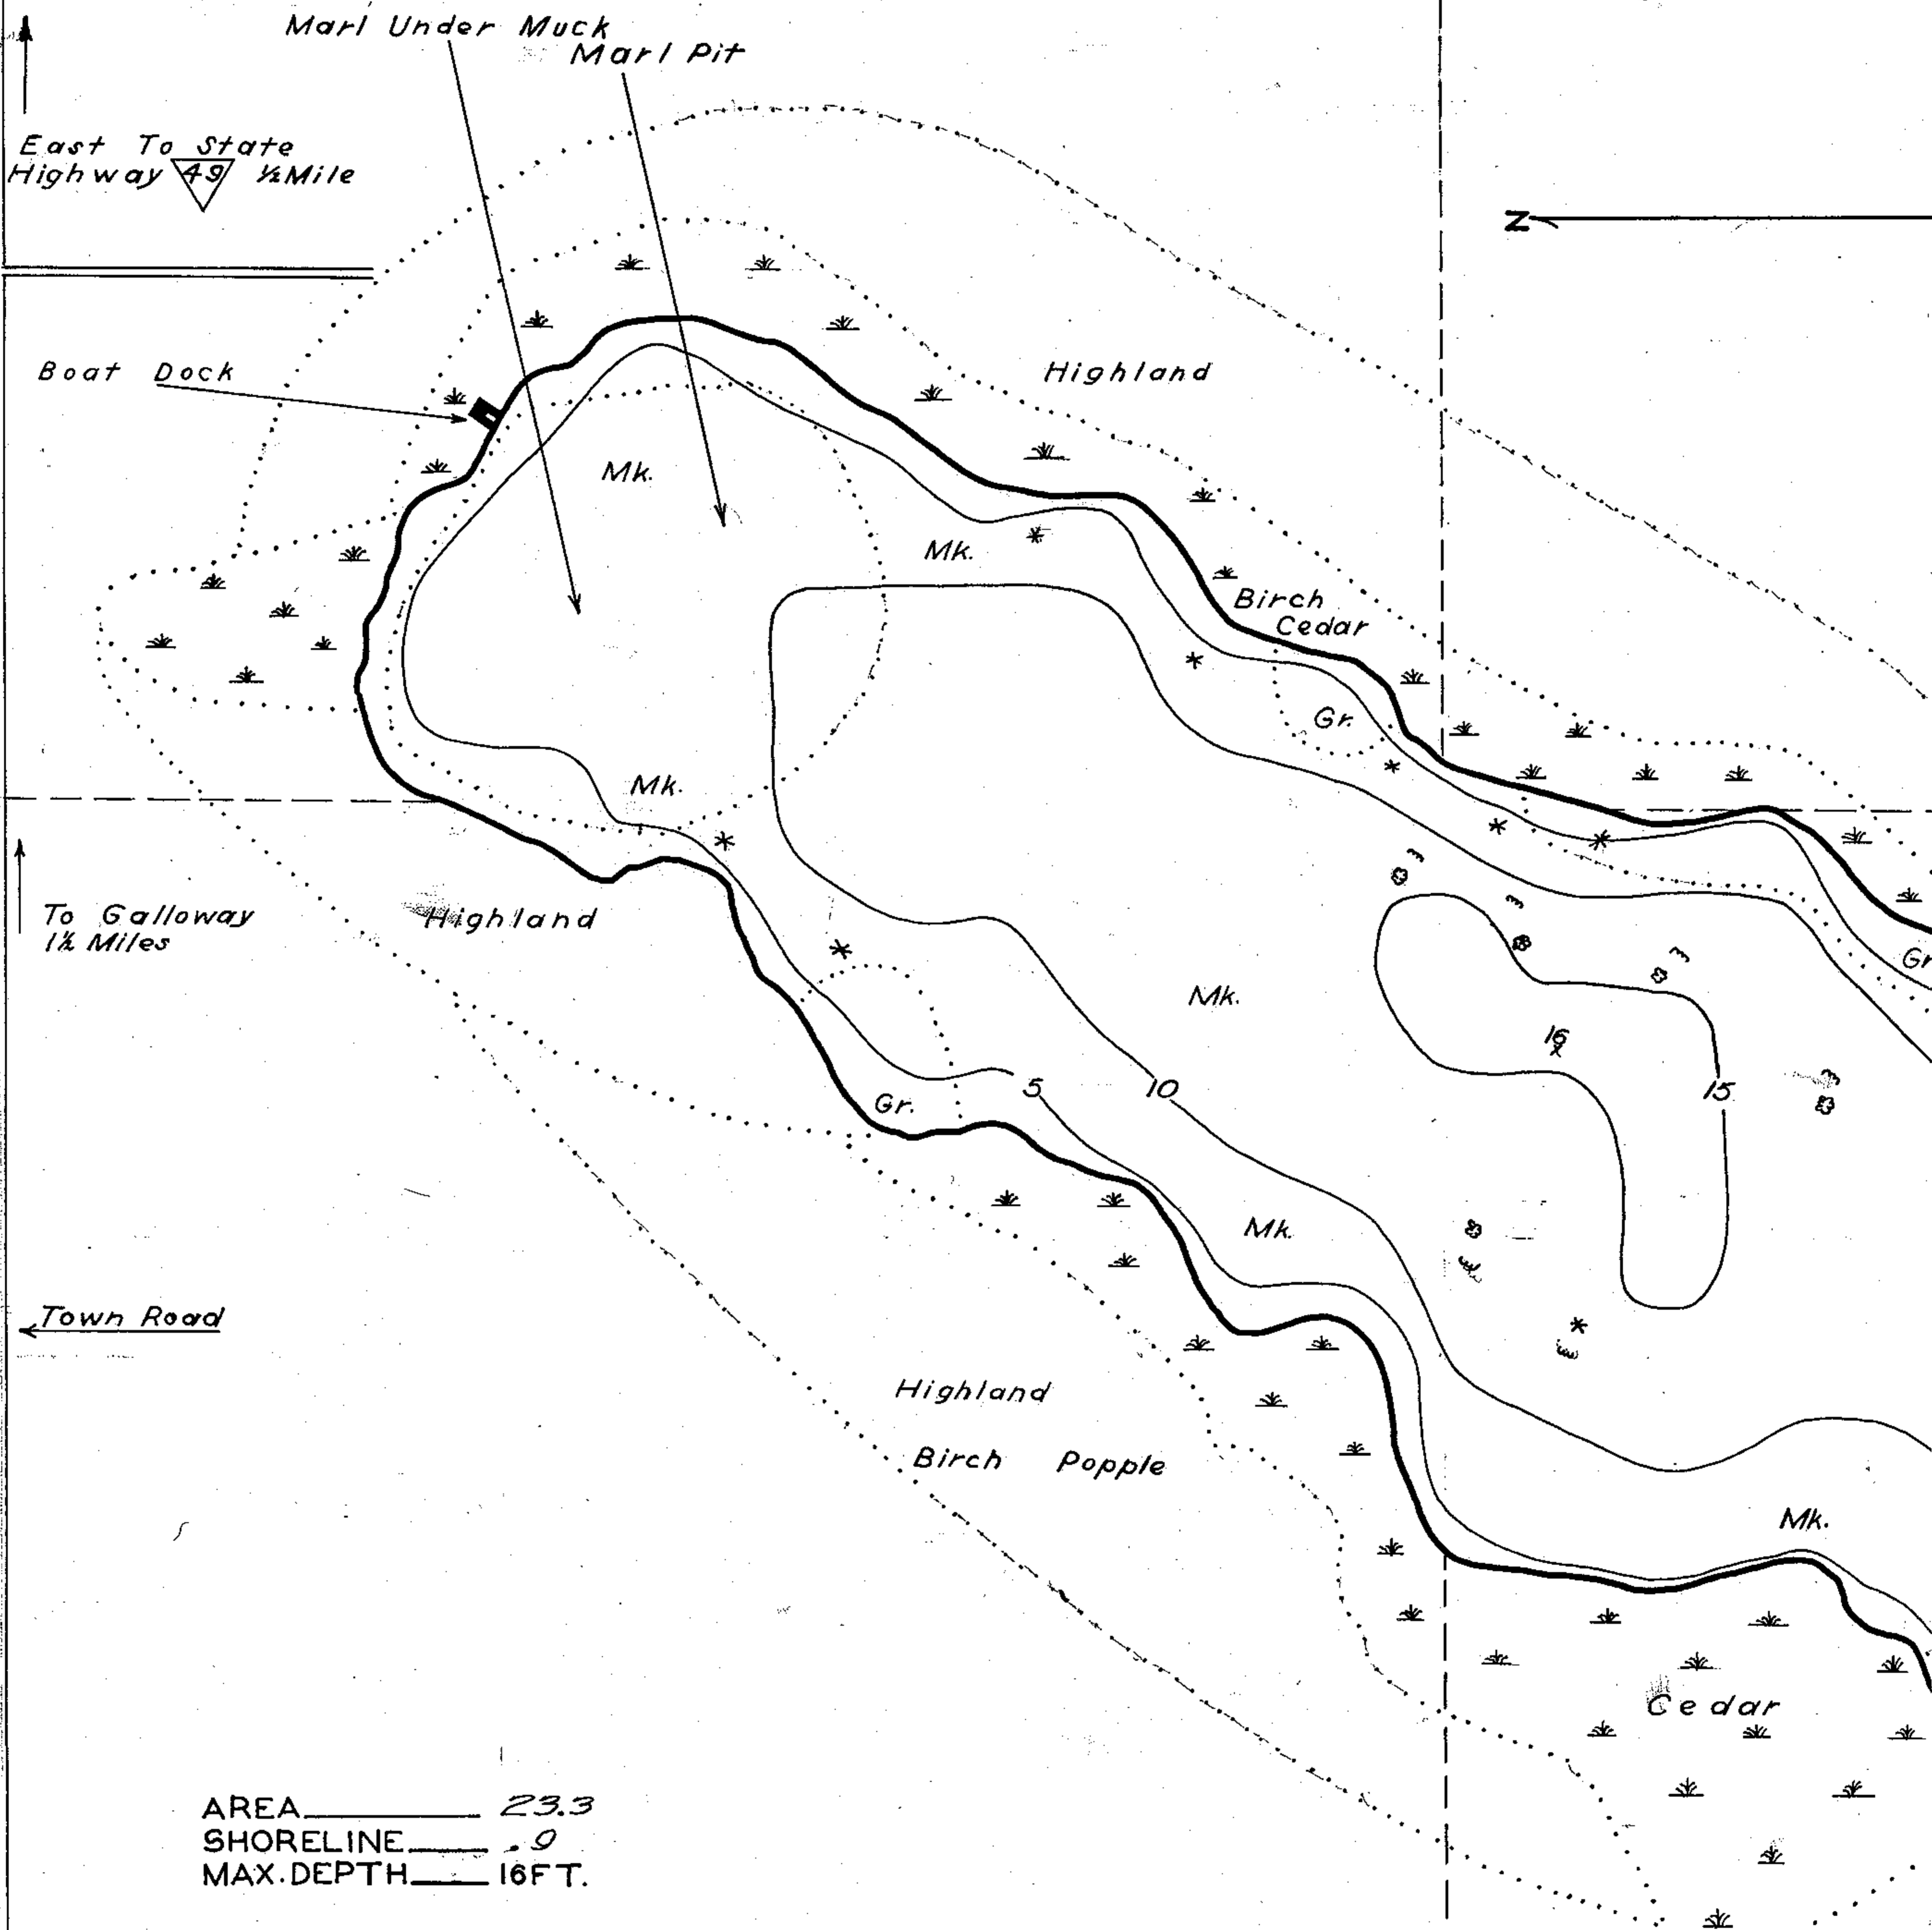 Marl Under Muck
Marl Pit
East To State
Highway 49 ½ Mile
N
Boat Dock
Highland
Mk.
Mk.
Birch
Cedar
Gr.
Mk.
To Galloway
1½ Miles
Highland
Gr
Mk.
16
5
10
15
Gr.
Mk.
Town Road
Highland
Birch Popple
Mk.
Cedar
AREA 23.3
SHORELINE .9
MAX. DEPTH 16 FT.